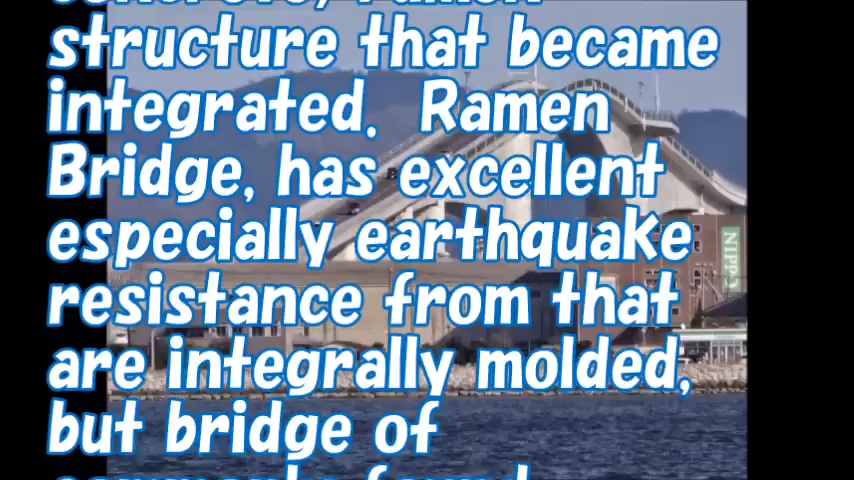 structure that became
integrated. Ramen
Bridge, has excellent
especially earthquake
resistance from that
are integrally molded,
but bridge of
NIPPN